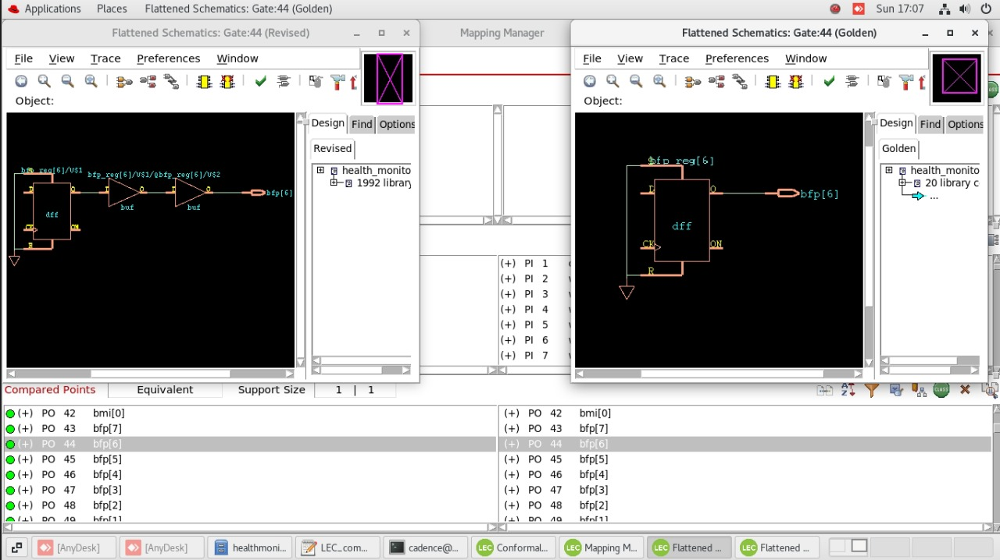 Applications Places Flattened Schematics: Gate:44 (Golden) Sun 17:07
Flattened Schematics: Gate:44 (Revised)
File View Trace Preferences Window
Object:
Design Find Options
Revised
health_monito
1992 library
bfp_reg[6]/U$1
bfp_reg[6]/U$1/Qbfp_reg[6]/U$2
D Q
dff
CK QN
R
I O
buf
I O
buf
bfp[6]
Mapping Manager
(+) PI 1
(+) PI 2
(+) PI 3
(+) PI 4
(+) PI 5
(+) PI 6
(+) PI 7
Flattened Schematics: Gate:44 (Golden)
File View Trace Preferences Window
Object:
Design Find Options
Golden
health_monito
20 library c
...
bfp_reg[6]
dff
CK QN
R
bfp[6]
CLASS
Compared Points Equivalent Support Size 1 | 1
CLASS
(+) PO 42 bmi[0] (+) PO 42 bmi[0]
(+) PO 43 bfp[7] (+) PO 43 bfp[7]
(+) PO 44 bfp[6] (+) PO 44 bfp[6]
(+) PO 45 bfp[5] (+) PO 45 bfp[5]
(+) PO 46 bfp[4] (+) PO 46 bfp[4]
(+) PO 47 bfp[3] (+) PO 47 bfp[3]
(+) PO 48 bfp[2] (+) PO 48 bfp[2]
(+) PO 49 bfp[1] (+) PO 49 bfp[1]
[AnyDesk] [AnyDesk] healthmoni... LEC_com... cadence@... LEC Conformal... LEC Mapping M... LEC Flattened ... LEC Flattened ...